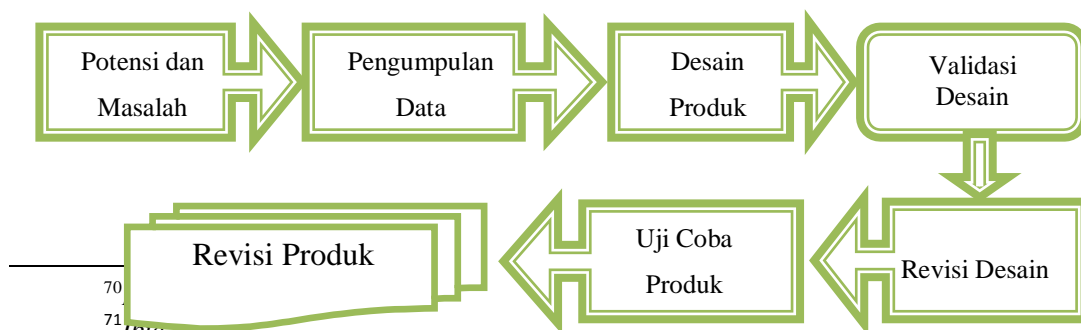 Potensi dan
Masalah
Pengumpulan
Data
Desain
Produk
Validasi
Desain
Revisi Desain
Uji Coba
Produk
Revisi Produk
70
71